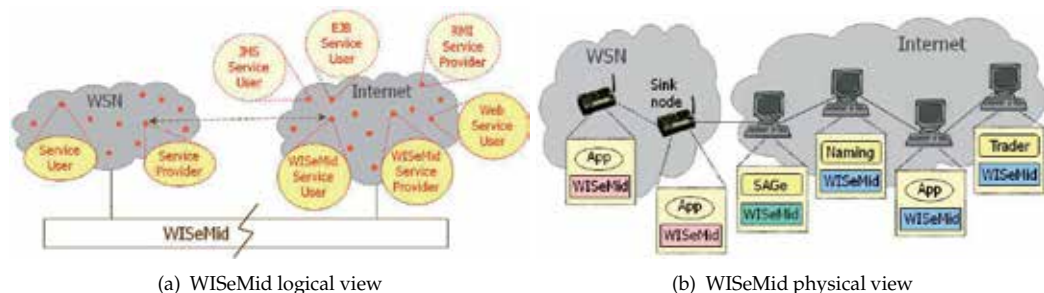 EJB
Service
User
JMS
Service
User
RMI
Service
Provider
WSN
Internet
Web
Service
User
Service
User
Service
Provider
WISeMid
Service
User
WISeMid
Service
Provider
WISeMid
(a) WISeMid logical view
WSN
Internet
Sink
node
App
WISeMid
App
WISeMid
SAGe
WISeMid
Naming
WISeMid
App
WISeMid
Trader
WISeMid
(b) WISeMid physical view